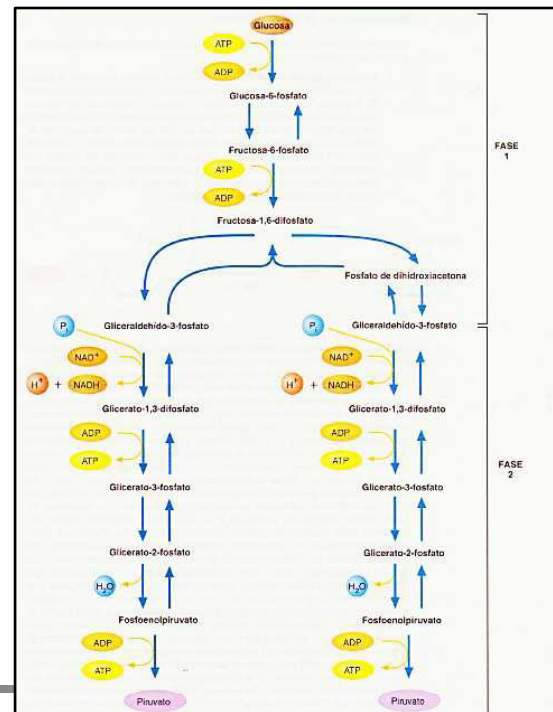 Glucosa
ATP
ADP
Glucosa-6-fosfato
Fructosa-6-fosfato
ATP
ADP
Fructosa-1,6-difosfato
FASE
1
Fosfato de dihidroxiacetona
Gliceraldehído-3-fosfato
Gliceraldehído-3-fosfato
Pi
NAD+
H+ + NADH
Pi
NAD+
H+ + NADH
Glicerato-1,3-difosfato
Glicerato-1,3-difosfato
ADP
ATP
ADP
ATP
FASE
2
Glicerato-3-fosfato
Glicerato-3-fosfato
Glicerato-2-fosfato
Glicerato-2-fosfato
H2O
H2O
Fosfoenolpiruvato
Fosfoenolpiruvato
ADP
ATP
ADP
ATP
Piruvato
Piruvato